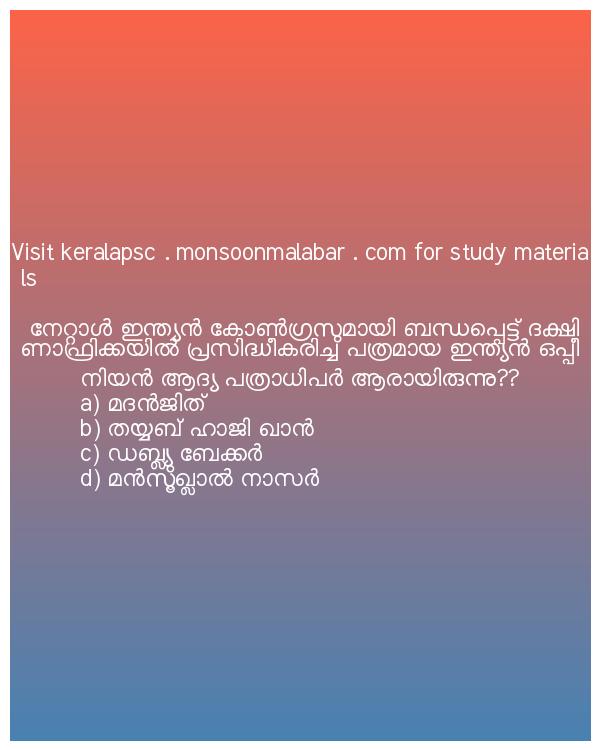 Visit keralapsc . monsoonmalabar . com for study materia
ls
നേറ്റാൾ ഇന്ത്യൻ കോൺഗ്രസുമായി ബന്ധപ്പെട്ട് ദക്ഷി
ണാഫ്രിക്കയിൽ പ്രസിദ്ധീകരിച്ച പത്രമായ ഇന്ത്യൻ ഒപ്പീ
നിയൻ ആദ്യ പത്രാധിപർ ആരായിരുന്നു??
a) മദൻജിത്
b) തയ്യബ് ഹാജി ഖാൻ
c) ഡബ്ല്യു ബേക്കർ
d) മൻസൂഖ്ലാൽ നാസർ